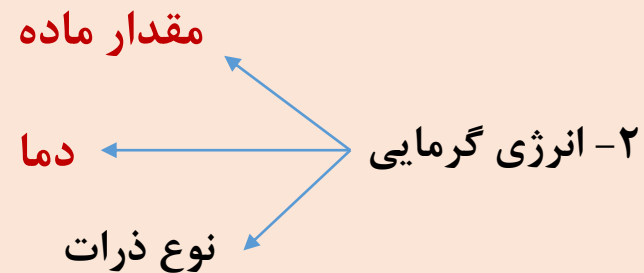 ۲- انرژی گرمایی
مقدار ماده
دما
نوع ذرات